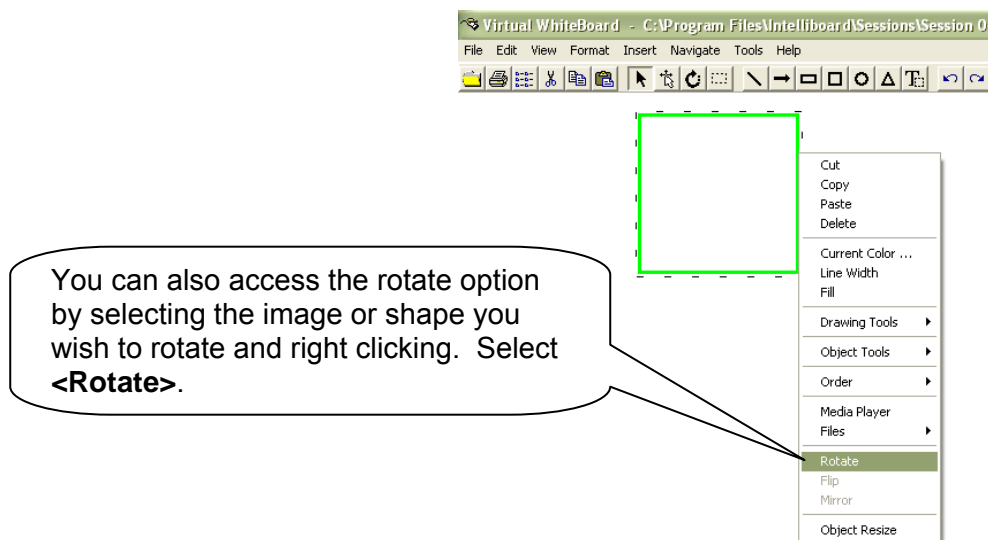 Virtual WhiteBoard - C:\Program Files\Intelliboard\Sessions\Session 0
File Edit View Format Insert Navigate Tools Help
T
Cut
Copy
Paste
Delete
Current Color ...
Line Width
Fill
Drawing Tools
Object Tools
Order
Media Player
Files
Rotate
Flip
Mirror
Object Resize
You can also access the rotate option
by selecting the image or shape you
wish to rotate and right clicking. Select
<Rotate>.